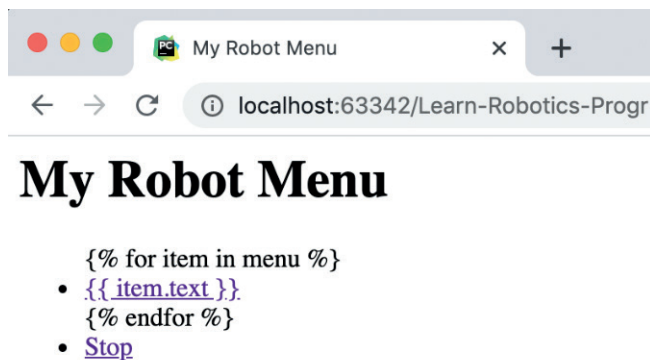 PC
My Robot Menu
localhost:63342/Learn-Robotics-Progr
My Robot Menu
{% for item in menu %}
{{ item.text }}
{% endfor %}
Stop